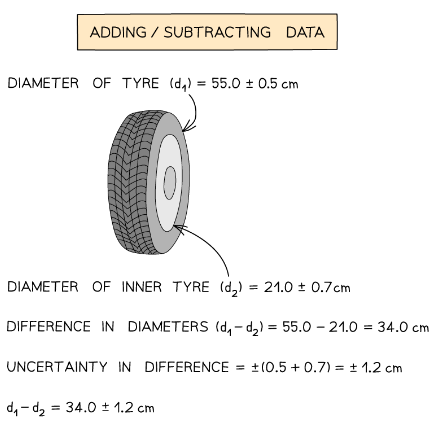 ADDING / SUBTRACTING DATA
DIAMETER OF TYRE (d₁) = 55.0 ± 0.5 cm
DIAMETER OF INNER TYRE (d₂) = 21.0 ± 0.7cm
DIFFERENCE IN DIAMETERS (d₁ – d₂) = 55.0 – 21.0 = 34.0 cm
UNCERTAINTY IN DIFFERENCE = ±(0.5 + 0.7) = ± 1.2 cm
d₁ – d₂ = 34.0 ± 1.2 cm